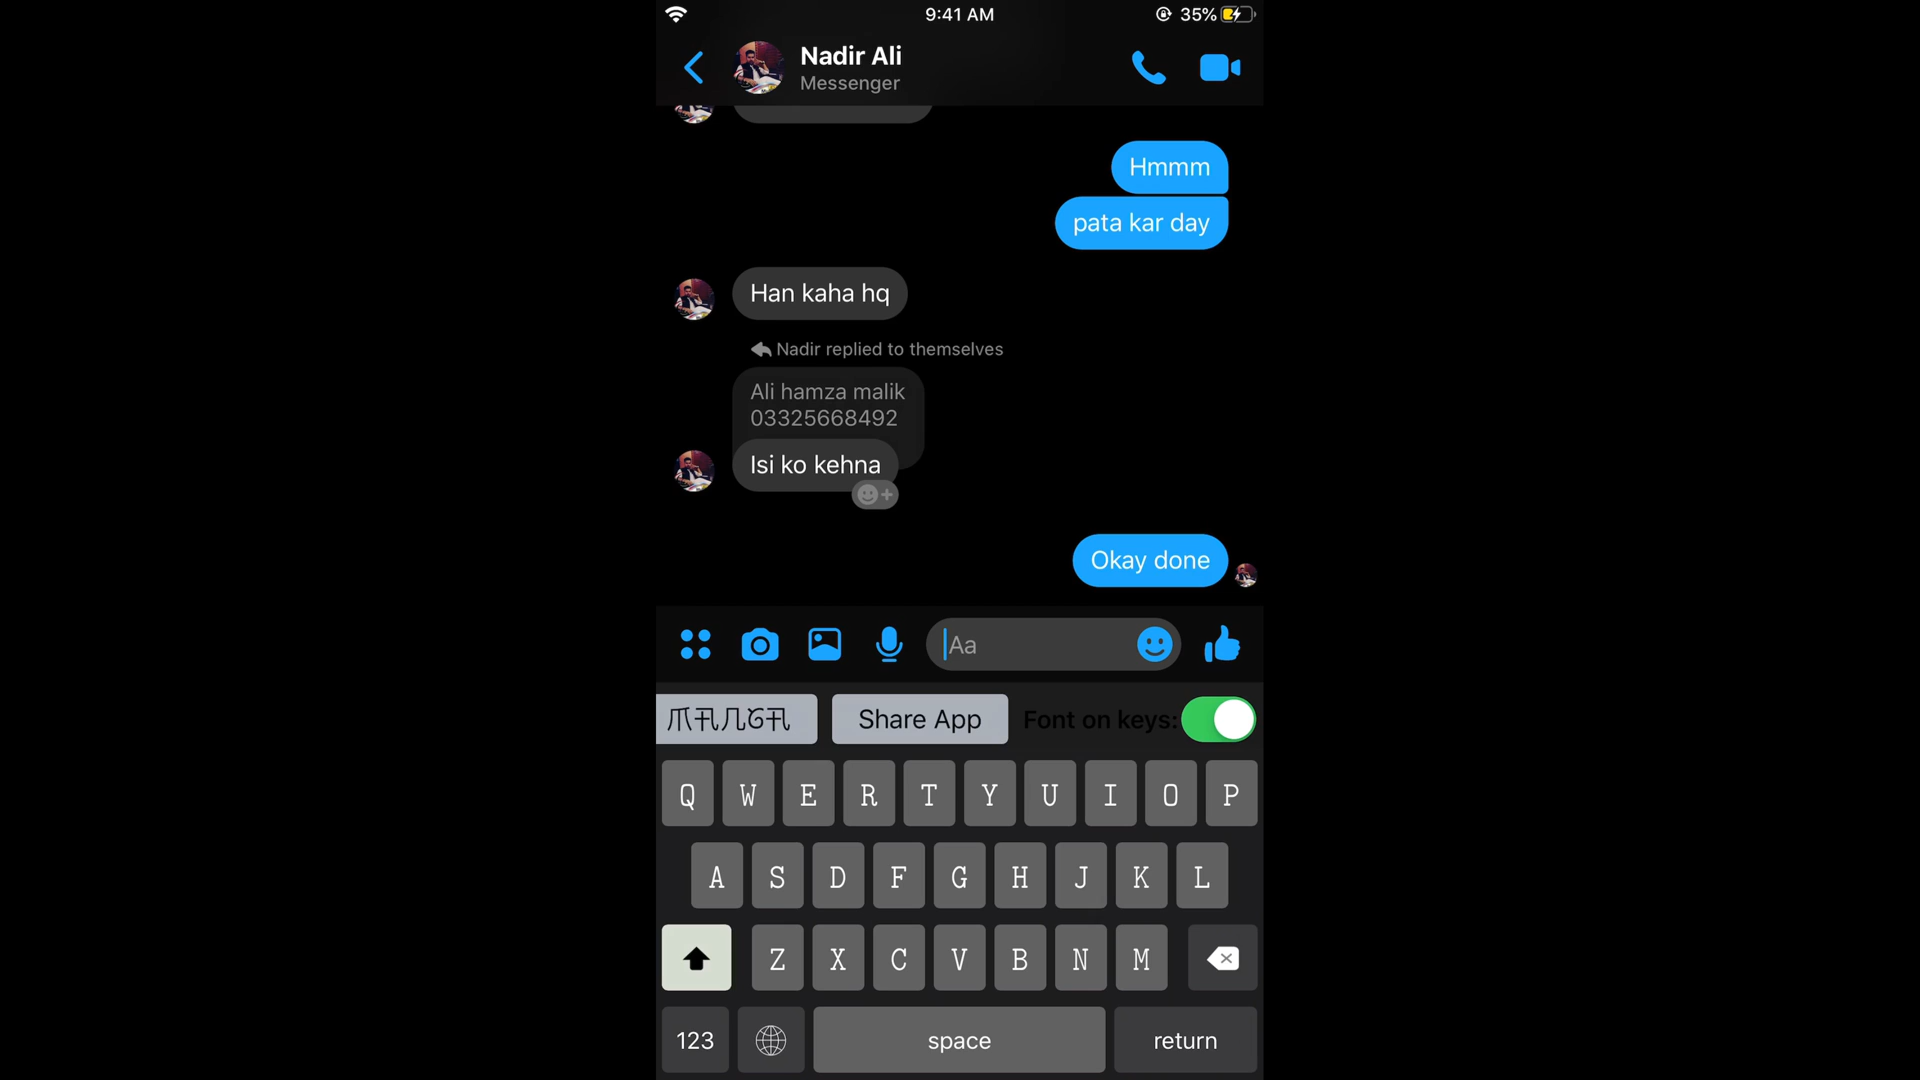 9:41 AM
35%
Nadir Ali
Messenger
Hmmm
pata kar day
Han kaha hq
Nadir replied to themselves
Ali hamza malik
03325668492
Isi ko kehna
Okay done
Aa
Share App
Font on keys:
Q W E R T Y U I O P
A S D F G H J K L
Z X C V B N M
123
space
return